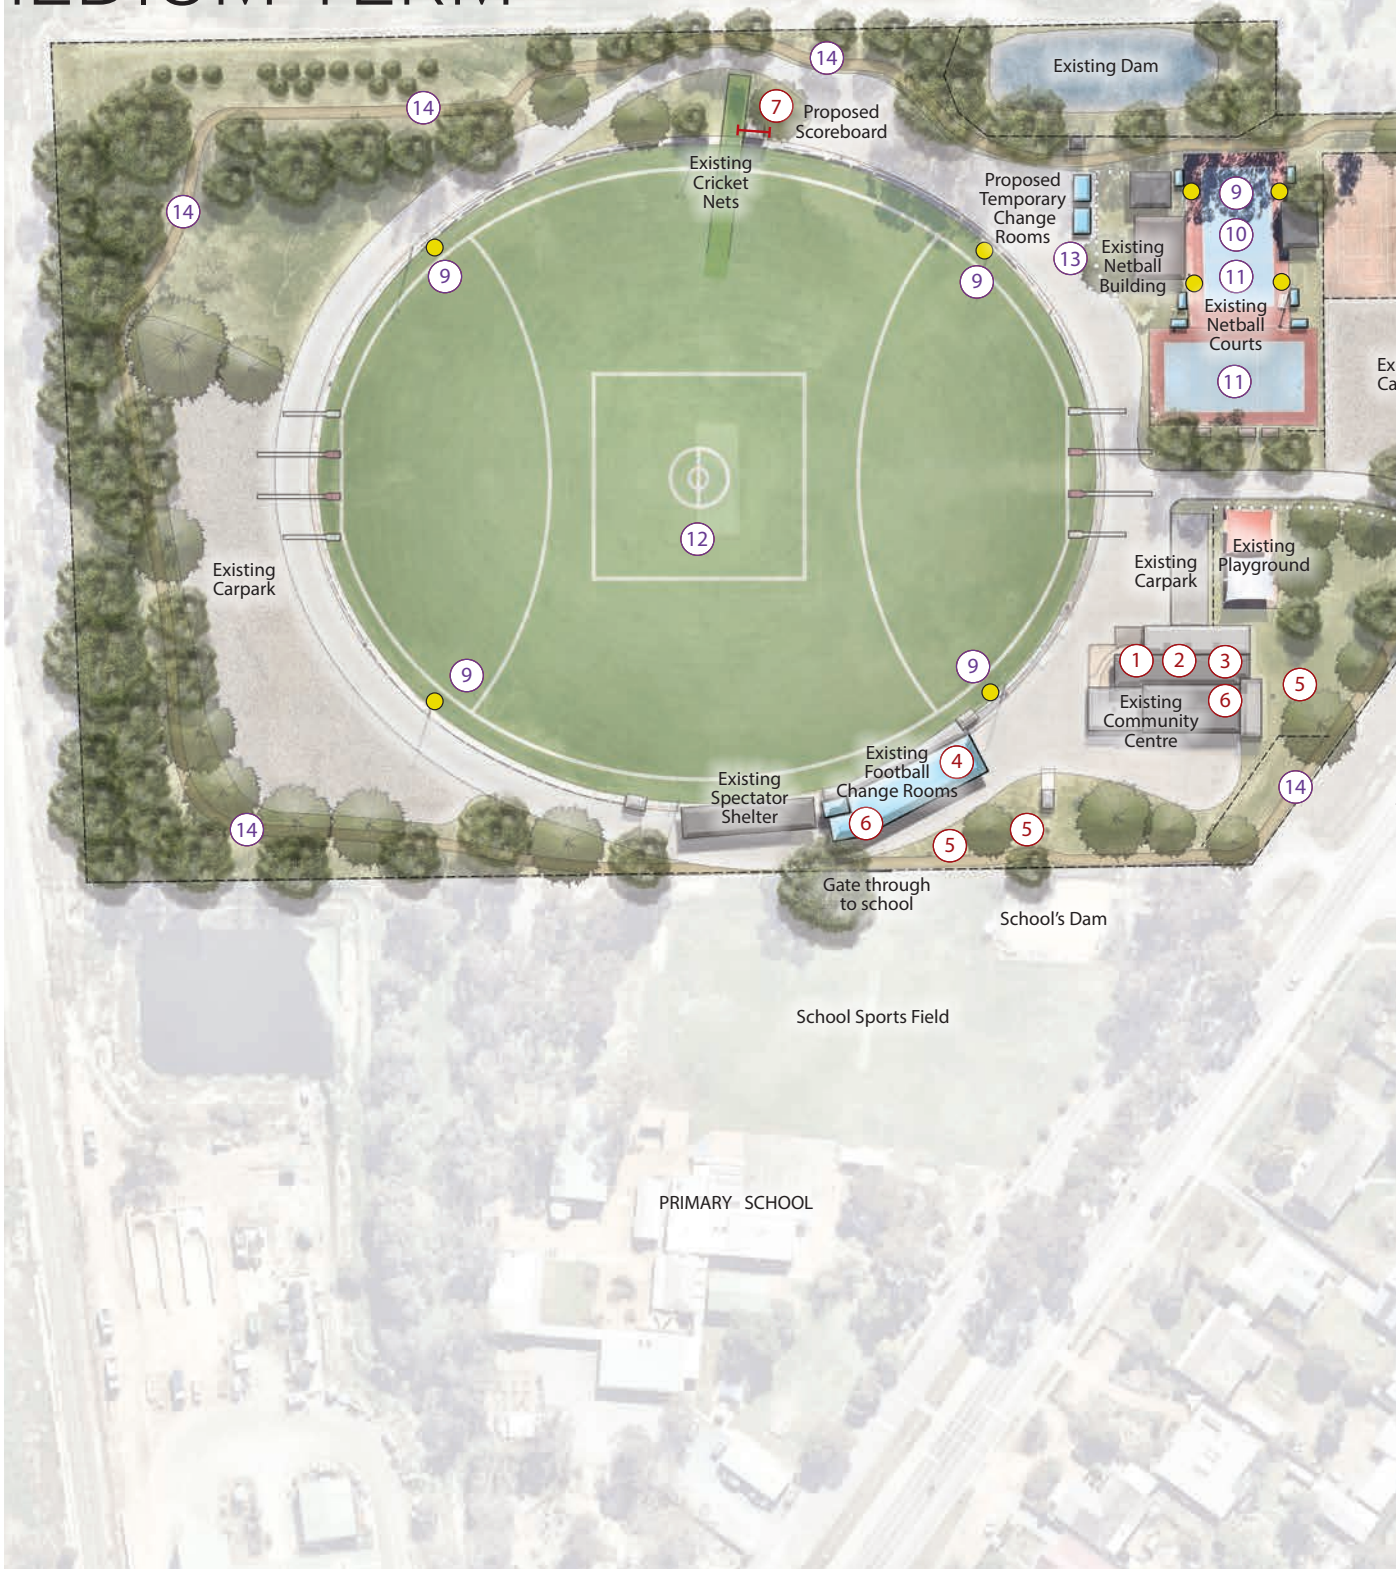 TERM
14
Existing Dam
14
7
Proposed
Scoreboard
Existing
Cricket
Nets
Proposed
Temporary
Change
Rooms
13
14
9
10
11
Existing
Netball
Building
Existing
Netball
Courts
11
9
9
Ex
Ca
12
Existing
Carpark
Existing
Carpark
Existing
Playground
1
2
3
6
5
Existing
Community
Centre
9
9
Existing
Football
Change Rooms
4
6
Existing
Spectator
Shelter
14
14
5
5
Gate through
to school
School's Dam
School Sports Field
PRIMARY SCHOOL